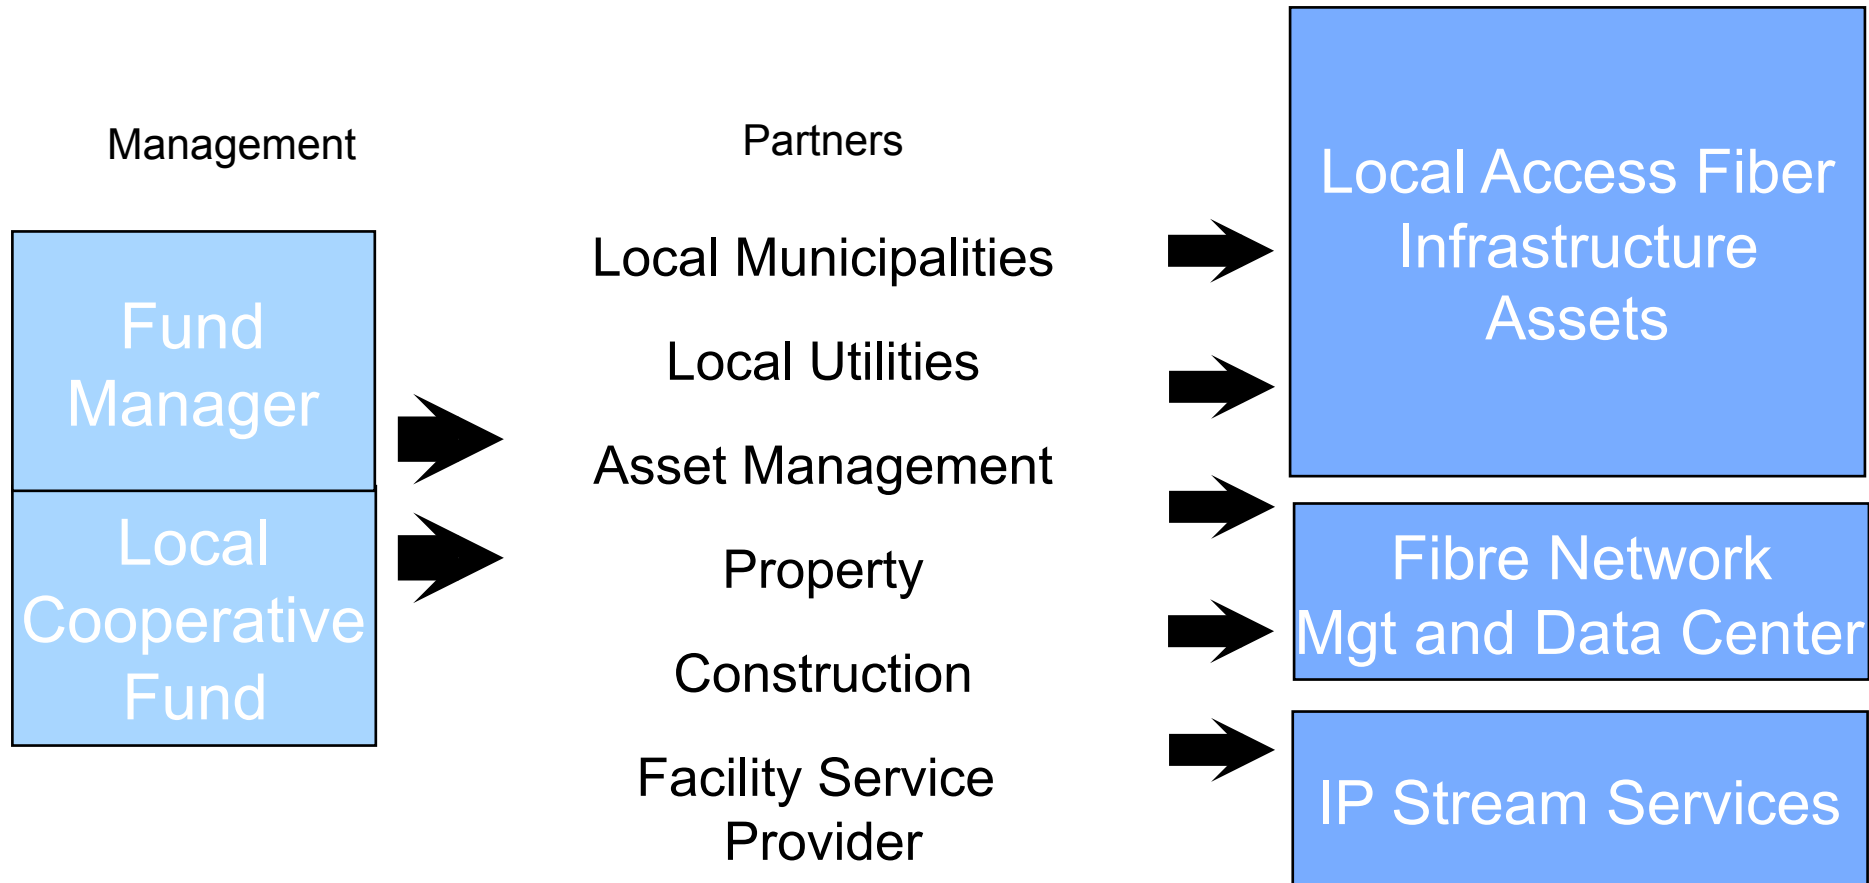 Management
Fund
Manager
Local
Cooperative
Fund
Partners
Local Municipalities
Local Utilities
Asset Management
Property
Construction
Facility Service
Provider
Local Access Fiber
Infrastructure
Assets
Fibre Network
Mgt and Data Center
IP Stream Services